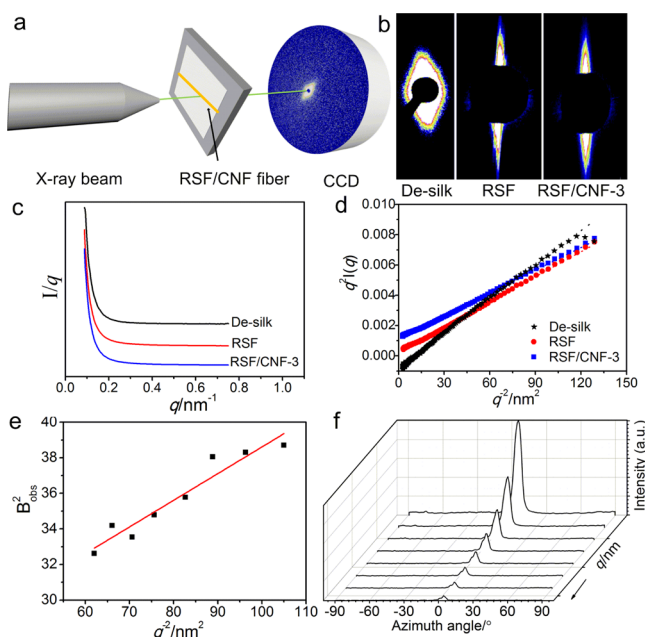 a
X-ray beam
RSF/CNF fiber
CCD
b
De-silk
RSF
RSF/CNF-3
c
I/q
De-silk
RSF
RSF/CNF-3
0.0 0.2 0.4 0.6 0.8 1.0
q/nm⁻¹
d
q²I(q)
0.010
0.008
0.006
0.004
0.002
0.000
De-silk
RSF
RSF/CNF-3
0 30 60 90 120 150
q⁻²/nm²
e
B²obs
40
38
36
34
32
30
60 70 80 90 100 110
q⁻²/nm²
f
Intensity (a.u.)
q/nm
-90 -60 -30 0 30 60 90
Azimuth angle/°